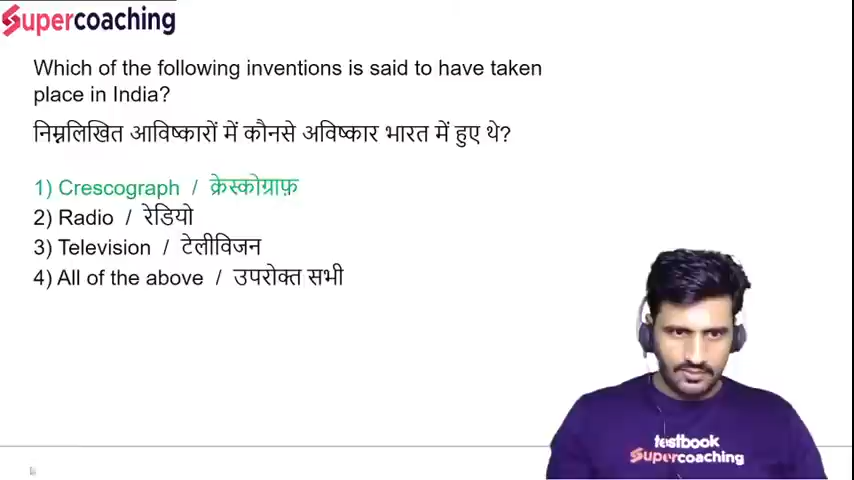 Supercoaching
Which of the following inventions is said to have taken
place in India?
निम्नलिखित आविष्कारों में कौनसे अविष्कार भारत में हुए थे?
1) Crescograph / क्रेस्कोग्राफ़
2) Radio / रेडियो
3) Television / टेलीविजन
4) All of the above / उपरोक्त सभी
testbook
Supercoaching